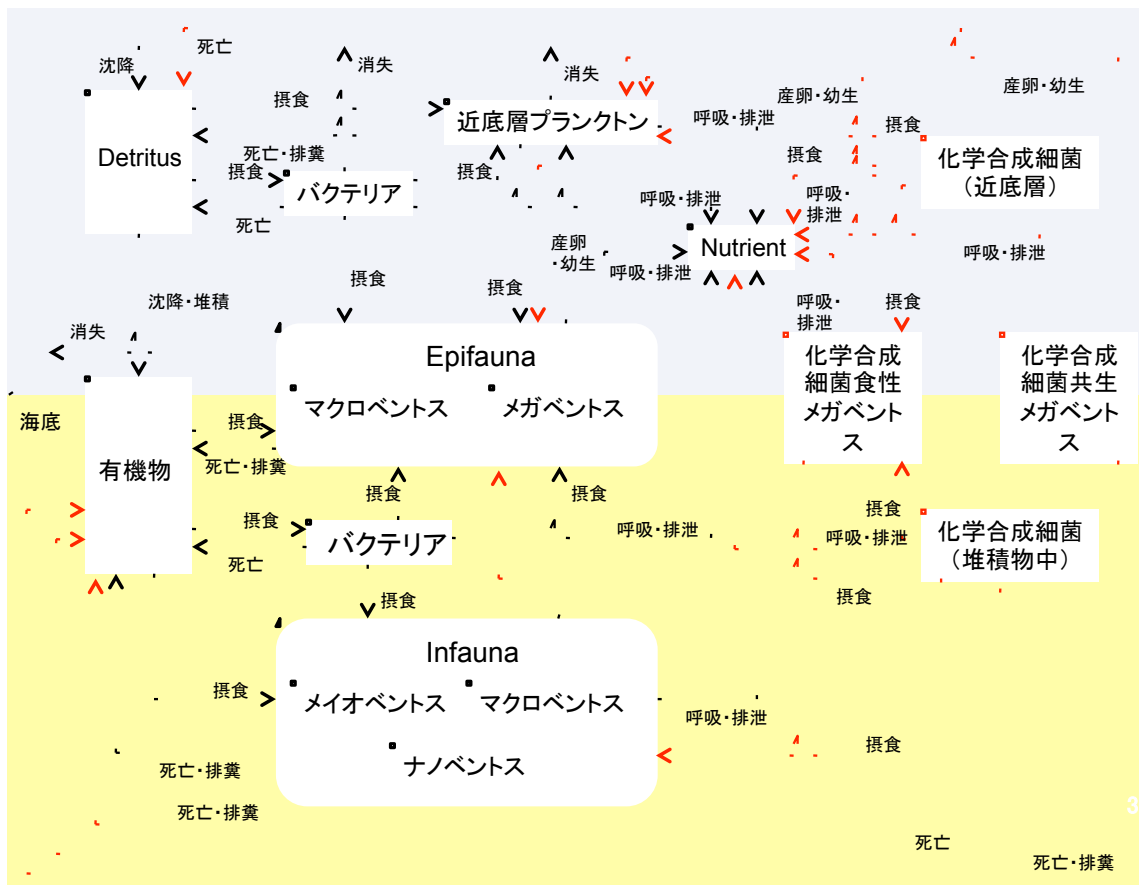 死亡
沈降
消失
消失
摂食
産卵・幼生
産卵・幼生
Detritus
近底層プランクトン
呼吸・排泄
摂食
化学合成細菌
（近底層）
死亡・排糞
摂食
バクテリア
摂食
摂食
呼吸・排泄
呼吸・
排泄
死亡
産卵
・幼生
Nutrient
呼吸・排泄
呼吸・排泄
摂食
摂食
沈降・堆積
呼吸・
排泄
摂食
消失
Epifauna
マクロベントス
メガベントス
化学合成
細菌食性
メガベント
ス
化学合成
細菌共生
メガベント
ス
海底
摂食
有機物
死亡・排糞
摂食
摂食
摂食
摂食
バクテリア
呼吸・排泄
呼吸・排泄
化学合成細菌
（堆積物中）
死亡
摂食
摂食
Infauna
摂食
メイオベントス
マクロベントス
呼吸・排泄
摂食
ナノベントス
死亡・排糞
死亡・排糞
3
死亡
死亡・排糞